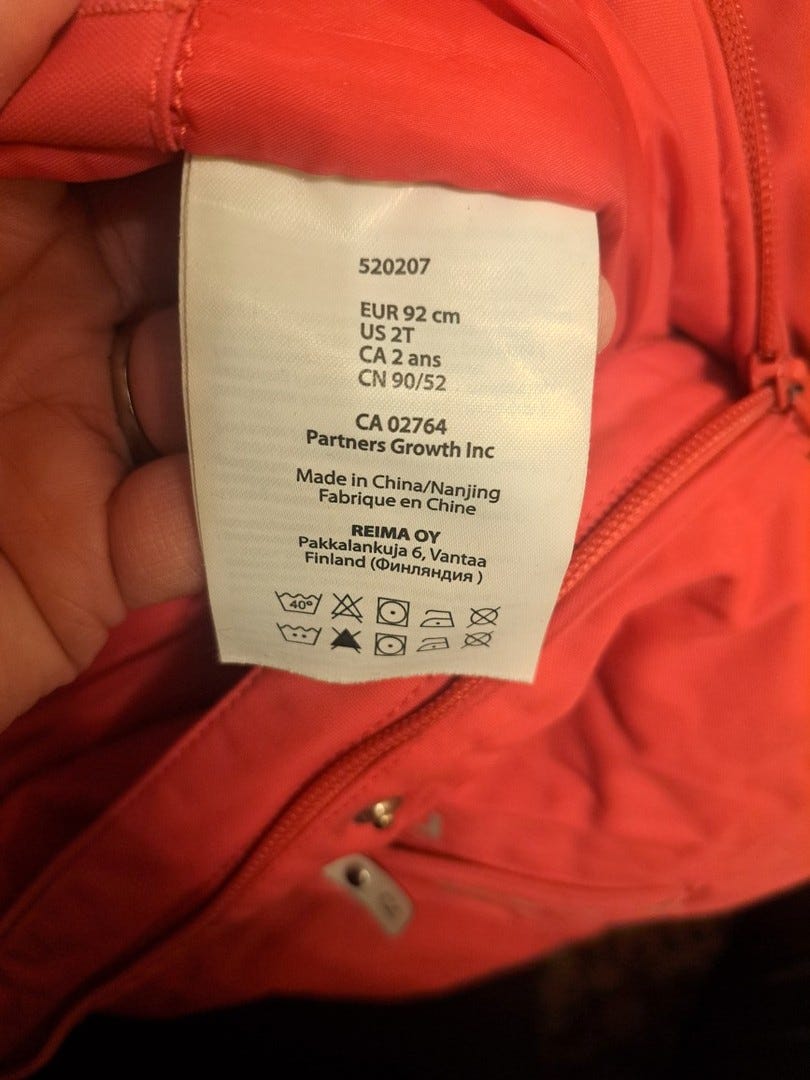 520207
EUR 92 cm
US 2T
CA 2 ans
CN 90/52
CA 02764
Partners Growth Inc
Made in China/Nanjing
Fabrique en Chine
REIMA OY
Pakkalankuja 6, Vantaa
Finland (Финляндия )
40°